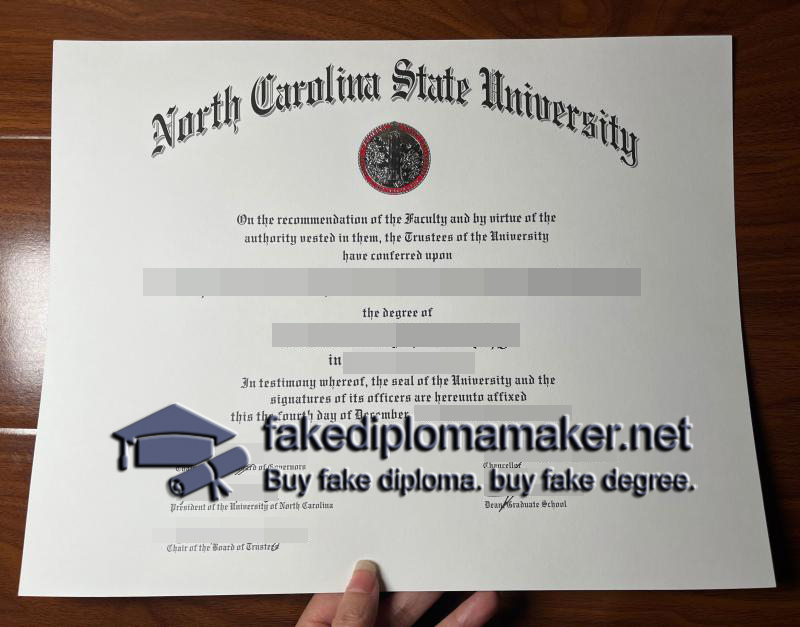 North Carolina State University
On the recommendation of the Faculty and by virtue of the
authority vested in them, the Trustees of the University
have conferred upon
the degree of
in
In testimony whereof, the seal of the University and the
signatures of its officers are hereunto affixed
this the fourth day of December
fakediplomamaker.net
Buy fake diploma. buy fake degree.
of Governors
Chancellor
President of the University of North Carolina
Dean Graduate School
Chair of the Board of Trustees